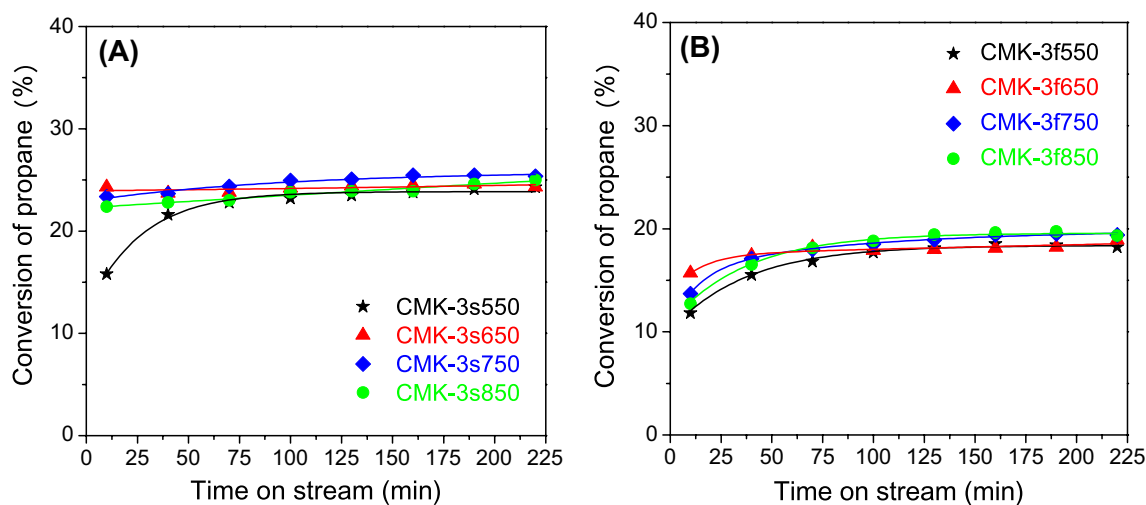 (A)
Conversion of propane (%)
40
30
20
10
0
CMK-3s550
CMK-3s650
CMK-3s750
CMK-3s850
0 25 50 75 100 125 150 175 200 225
Time on stream (min)
(B)
Conversion of propane (%)
40
30
20
10
0
CMK-3f550
CMK-3f650
CMK-3f750
CMK-3f850
0 25 50 75 100 125 150 175 200 225
Time on stream (min)